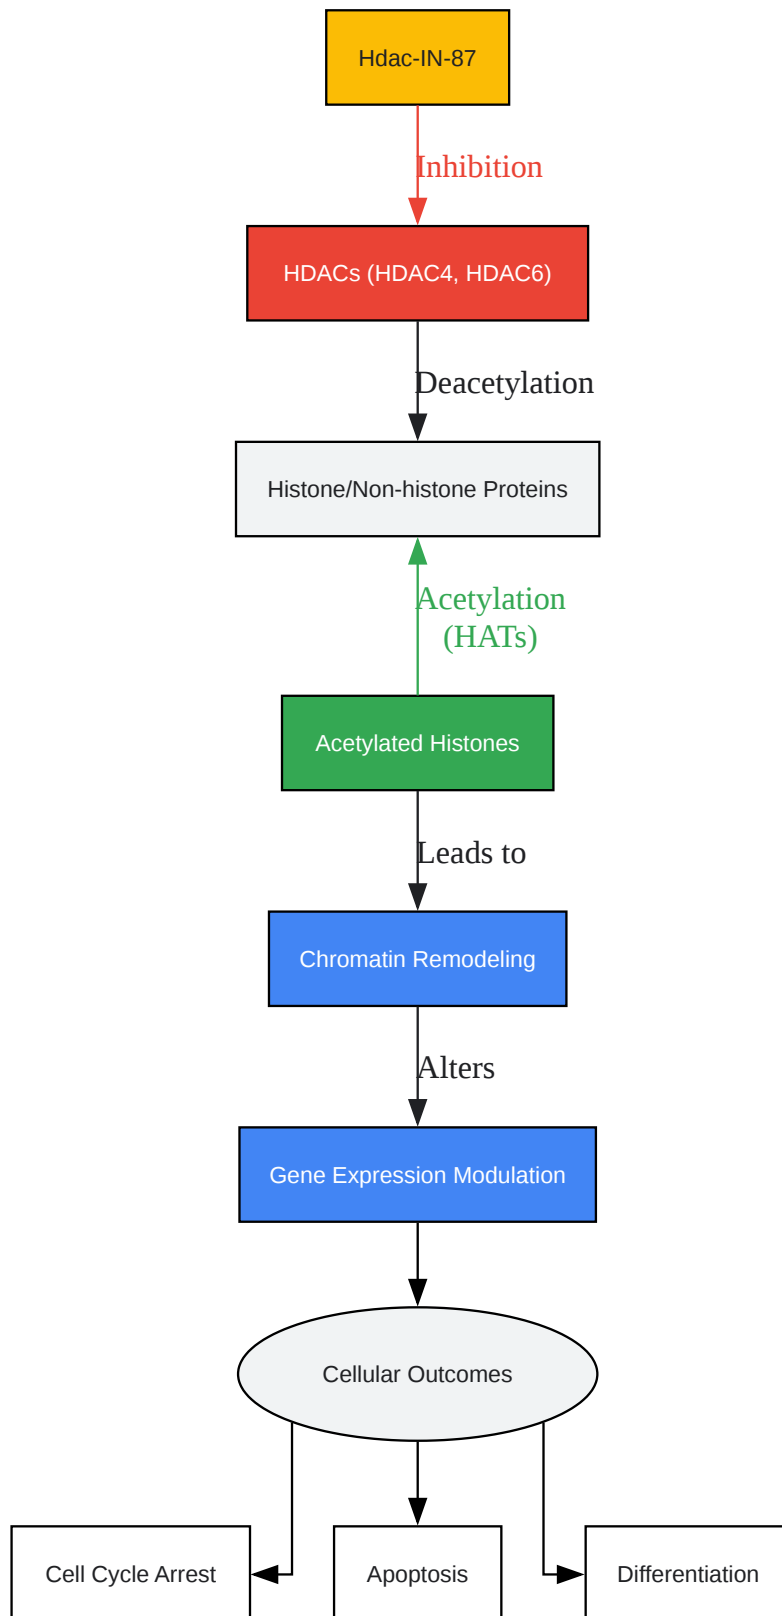 Hdac-IN-87
Inhibition
HDACs (HDAC4, HDAC6)
Deacetylation
Histone/Non-histone Proteins
Acetylation
(HATs)
Acetylated Histones
Leads to
Chromatin Remodeling
Alters
Gene Expression Modulation
Cellular Outcomes
Cell Cycle Arrest
Apoptosis
Differentiation